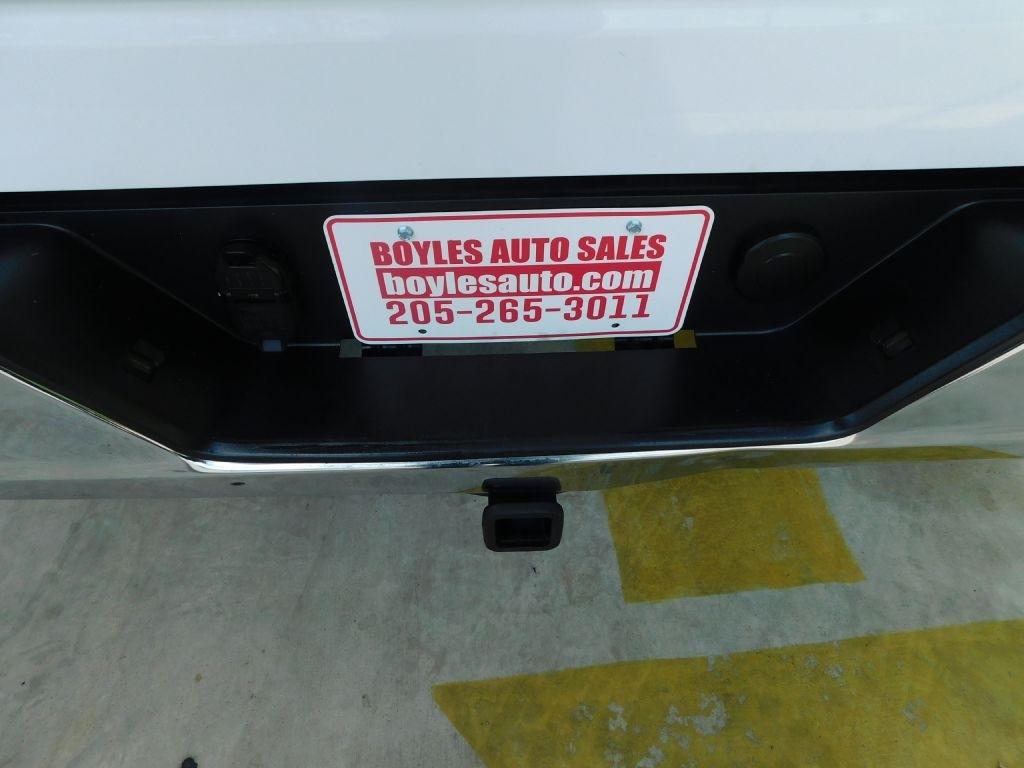 BOYLES AUTO SALES
boylesauto.com
205-265-3011